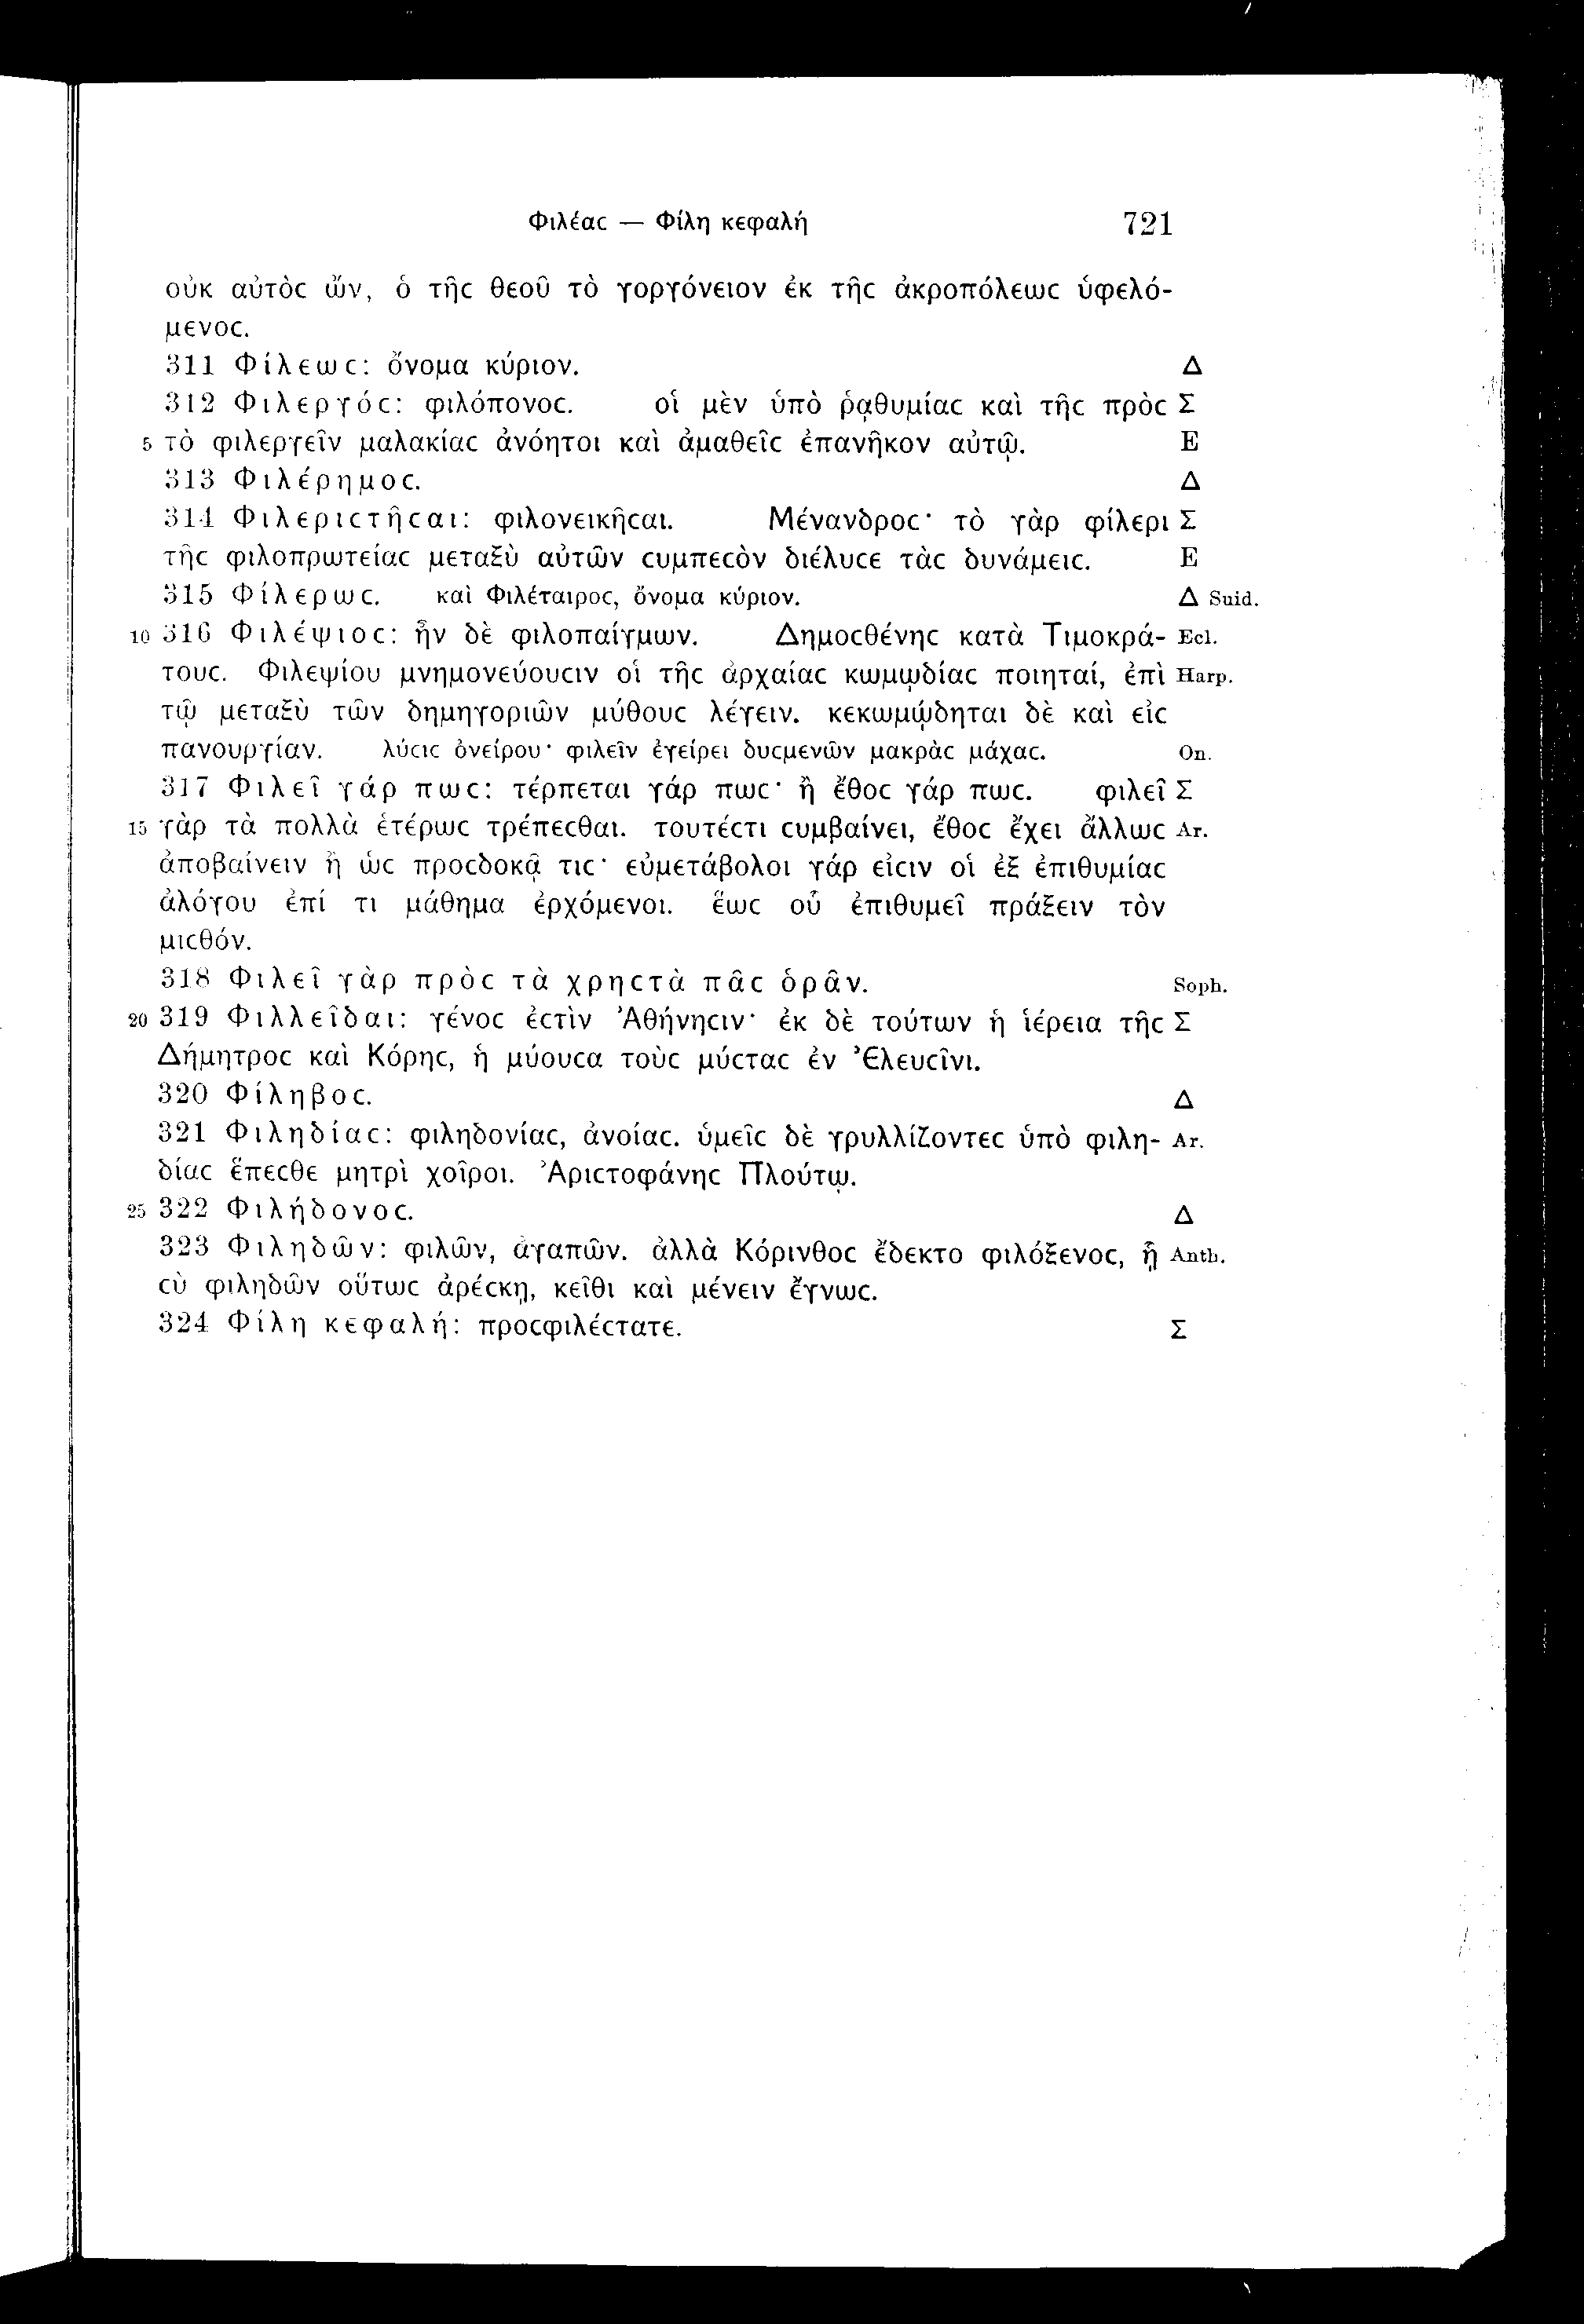 Φιλέαϲ — Φίλη κεφαλή 721
οὐκ αὐτὸϲ ὤν, ὁ τῆϲ θεοῦ τὸ γοργόνειον ἐκ τῆϲ ἀκροπόλεωϲ ὑφελό-
μενοϲ.
311 Φίλεωϲ: ὄνομα κύριον. Δ
312 Φιλεργόϲ: φιλόπονοϲ. οἱ μὲν ὑπὸ ῥᾳθυμίαϲ καὶ τῆϲ πρὸϲ Σ
5 τὸ φιλεργεῖν μαλακίαϲ ἀνόητοι καὶ ἀμαθεῖϲ ἐπανῆκον αὐτῷ. E
313 Φιλέρημοϲ. Δ
314 Φιλεριϲτῆϲαι: φιλονεικῆϲαι. Μένανδροϲ· τὸ γὰρ φίλερι Σ
τῆϲ φιλοπρωτείαϲ μεταξὺ αὐτῶν ϲυμπεϲὸν διέλυϲε τὰϲ δυνάμειϲ. E
315 Φίλερωϲ. καὶ Φιλέταιροϲ, ὄνομα κύριον. Δ Suid.
10 316 Φιλέψιοϲ: ἦν δὲ φιλοπαίγμων. Δημοϲθένηϲ κατὰ Τιμοκρά- Ecl.
τουϲ. Φιλεψίου μνημονεύουϲιν οἱ τῆϲ ἀρχαίαϲ κωμῳδίαϲ ποιηταί, ἐπὶ Harp.
τῷ μεταξὺ τῶν δημηγοριῶν μύθουϲ λέγειν. κεκωμῴδηται δὲ καὶ εἰϲ
πανουργίαν. λύϲιϲ ὀνείρου· φιλεῖν ἐγείρει δυϲμενῶν μακρὰϲ μάχαϲ. On.
317 Φιλεῖ γάρ πωϲ: τέρπεται γάρ πωϲ· ἢ ἔθοϲ γάρ πωϲ. φιλεῖ Σ
15 γὰρ τὰ πολλὰ ἑτέρωϲ τρέπεϲθαι. τουτέϲτι ϲυμβαίνει, ἔθοϲ ἔχει ἄλλωϲ Ar.
ἀποβαίνειν ἢ ὡϲ προϲδοκᾷ τιϲ· εὐμετάβολοι γάρ εἰϲιν οἱ ἐξ ἐπιθυμίαϲ
ἀλόγου ἐπί τι μάθημα ἐρχόμενοι. ἕωϲ οὗ ἐπιθυμεῖ πράξειν τὸν
μιϲθόν.
318 Φιλεῖ γὰρ πρὸϲ τὰ χρηϲτὰ πᾶϲ ὁρᾶν. Soph.
20 319 Φιλλεῖδαι: γένοϲ ἐϲτὶν Ἀθήνηϲιν· ἐκ δὲ τούτων ἡ ἱέρεια τῆϲ Σ
Δήμητροϲ καὶ Κόρηϲ, ἡ μύουϲα τοὺϲ μύϲταϲ ἐν Ἐλευϲῖνι.
320 Φίληβοϲ. Δ
321 Φιληδίαϲ: φιληδονίαϲ, ἀνοίαϲ. ὑμεῖϲ δὲ γρυλλίζοντεϲ ὑπὸ φιλη- Ar.
δίαϲ ἕπεϲθε μητρὶ χοῖροι. Ἀριϲτοφάνηϲ Πλούτῳ.
25 322 Φιλήδονοϲ. Δ
323 Φιληδῶν: φιλῶν, ἀγαπῶν. ἀλλὰ Κόρινθοϲ ἔδεκτο φιλόξενοϲ, ᾗ Anth.
ϲὺ φιληδῶν οὕτωϲ ἀρέϲκῃ, κεῖθι καὶ μένειν ἔγνωϲ.
324 Φίλη κεφαλή: προϲφιλέϲτατε. Σ